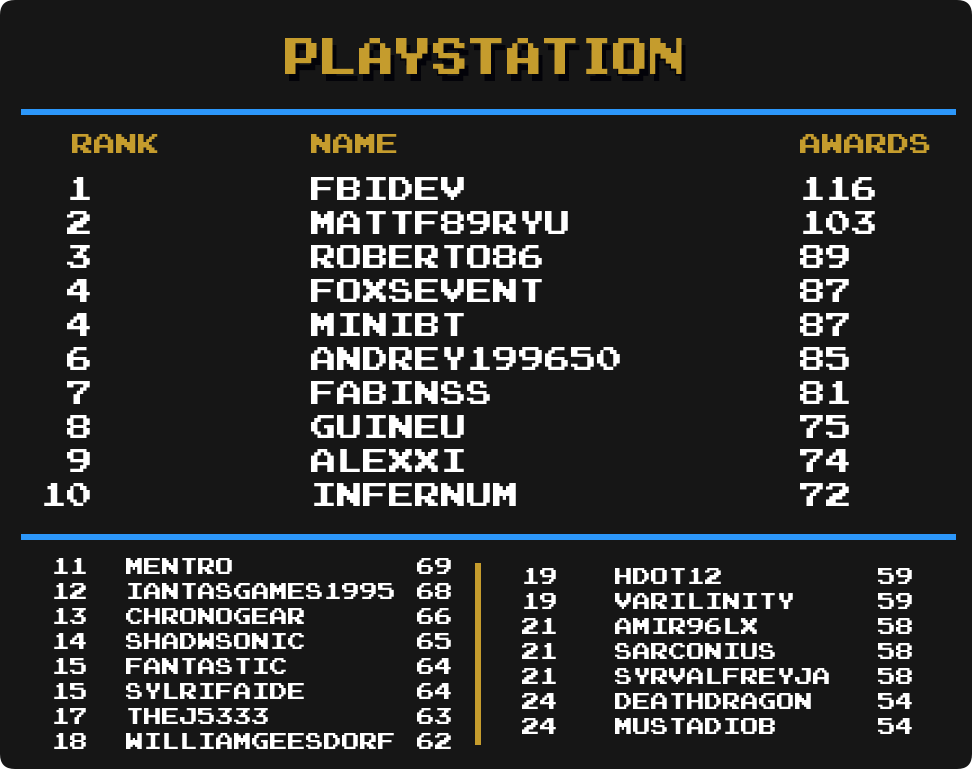 PLAYSTATION
RANK NAME AWARDS
1 FBIDEV 116
2 MATTF89RYU 103
3 ROBERTO86 89
4 FOXSEVENT 87
4 MINIBT 87
6 ANDREY199650 85
7 FABINSS 81
8 GUINEU 75
9 ALEXXI 74
10 INFERNUM 72
11 MENTRO 69
12 IANTASGAMES1995 68
13 CHRONOGEAR 66
14 SHADWSONIC 65
15 FANTASTIC 64
15 SYLRIFAIDE 64
17 THEJ5333 63
18 WILLIAMGEESDORF 62
19 HDOT12 59
19 VARILINITY 59
21 AMIR96LX 58
21 SARCONIUS 58
21 SYRVALFREYJA 58
24 DEATHDRAGON 54
24 MUSTADIOB 54